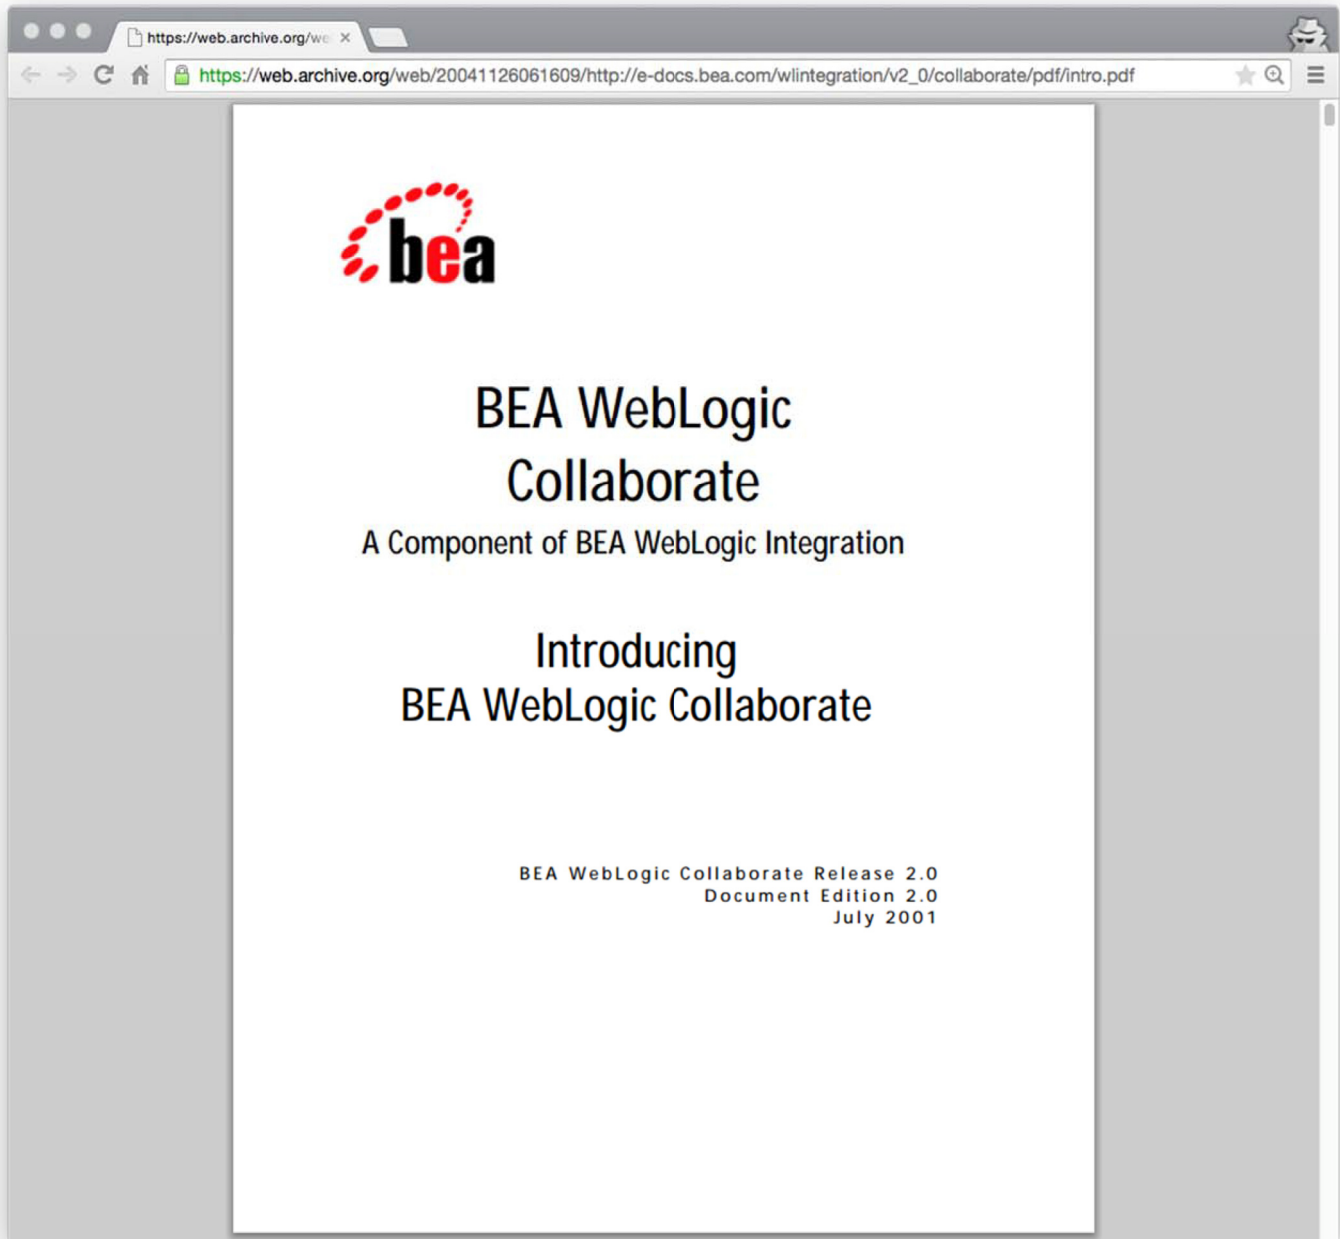 https://web.archive.org/we
https://web.archive.org/web/20041126061609/http://e-docs.bea.com/wlintegration/v2_0/collaborate/pdf/intro.pdf
bea
BEA WebLogic
Collaborate
A Component of BEA WebLogic Integration
Introducing
BEA WebLogic Collaborate
BEA WebLogic Collaborate Release 2.0
Document Edition 2.0
July 2001